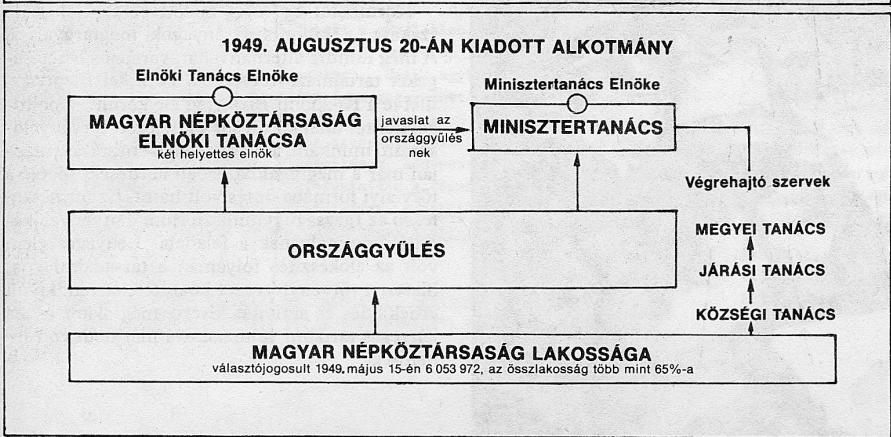 1949. AUGUSZTUS 20-ÁN KIADOTT ALKOTMÁNY
Elnöki Tanács Elnöke
MAGYAR NÉPKÖZTÁRSASÁG
ELNÖKI TANÁCSA
két helyettes elnök
javaslat az
országgyűlés
nek
Minisztertanács Elnöke
MINISZTERTANÁCS
Végrehajtó szervek
MEGYEI TANÁCS
JÁRÁSI TANÁCS
KÖZSÉGI TANÁCS
ORSZÁGGYŰLÉS
MAGYAR NÉPKÖZTÁRSASÁG LAKOSSÁGA
választójogosult 1949. május 15-én 6 053 972, az összlakosság több mint 65%-a